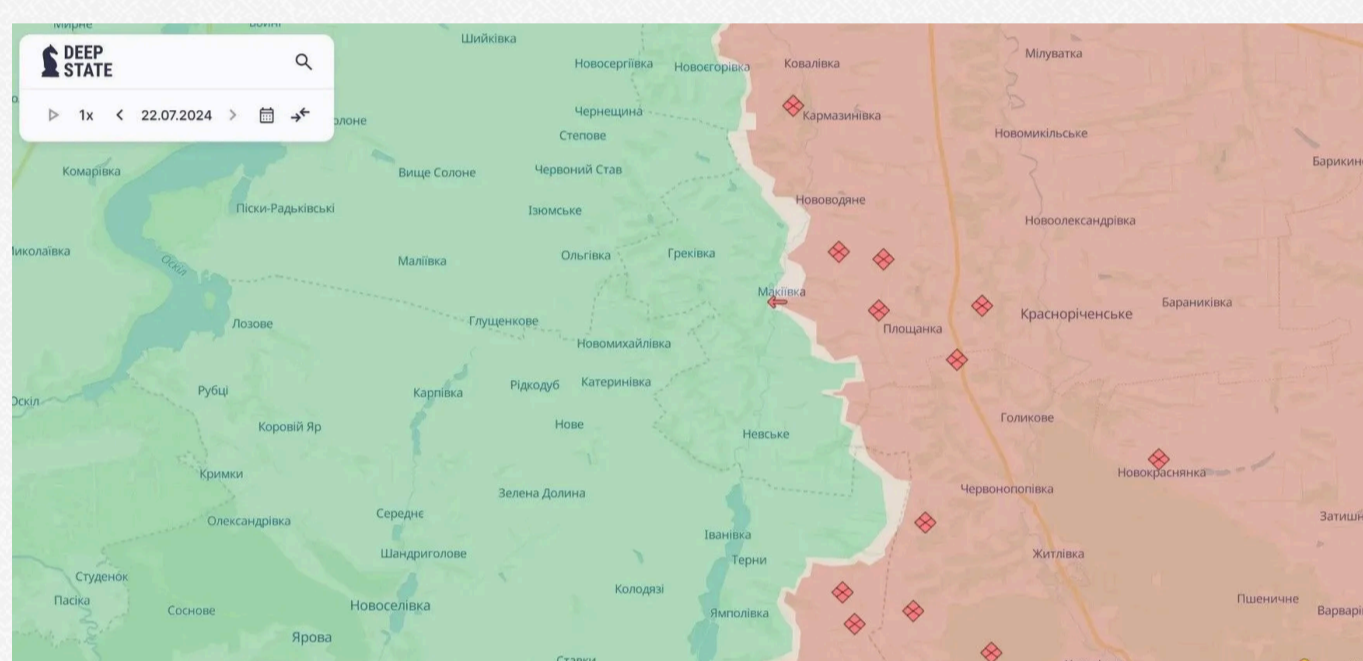 DEEP
STATE
1x
22.07.2024
Шийківка
Новосергіївка
Новоєгорівка
Ковалівка
Мілуватка
Чернещина
Кармазинівка
Степове
Новомикільське
Комарівка
Вище Солоне
Червоний Став
Піски-Радьківські
Ізюмське
Нововодяне
Новоолександрівка
Оскіл
Маліївка
Ольгівка
Греківка
Макіївка
Бараниківка
Лозове
Глущенкове
Площанка
Красноріченське
Новомихайлівка
Рубці
Карпівка
Рідкодуб
Катеринівка
Коровій Яр
Нове
Невське
Голикове
Кримки
Новокраснянка
Зелена Долина
Червонопопівка
Олександрівка
Середнє
Іванівка
Шандриголове
Терни
Житлівка
Студенок
Колодязі
Пасіка
Соснове
Новоселівка
Ямполівка
Пшеничне
Ярова